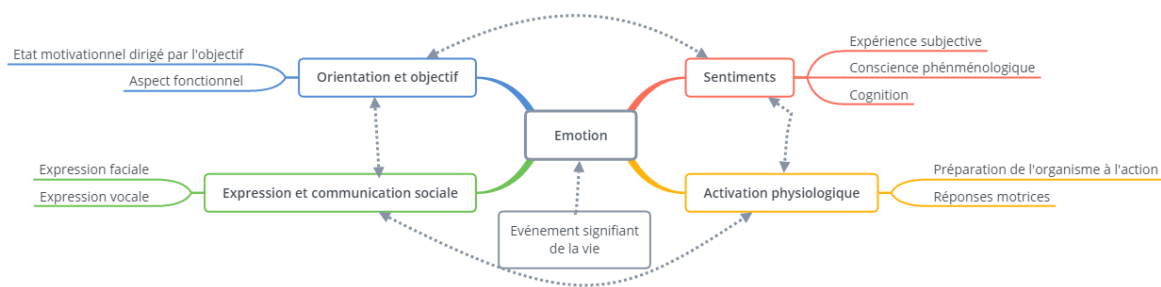 Etat motivationnel dirigé par l'objectif
Aspect fonctionnel
Orientation et objectif
Sentiments
Expérience subjective
Conscience phénménologique
Cognition
Emotion
Expression faciale
Expression vocale
Expression et communication sociale
Activation physiologique
Préparation de l'organisme à l'action
Réponses motrices
Evénement signifiant
de la vie